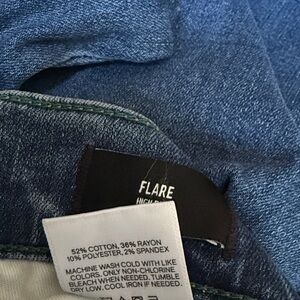 FLARE
HIGH
52% COTTON, 36% RAYON
10% POLYESTER, 2% SPANDEX
MACHINE WASH COLD WITH LIKE
COLORS. ONLY NON-CHLORINE
BLEACH WHEN NEEDED. TUMBLE
DRY LOW. COOL IRON IF NEEDED.